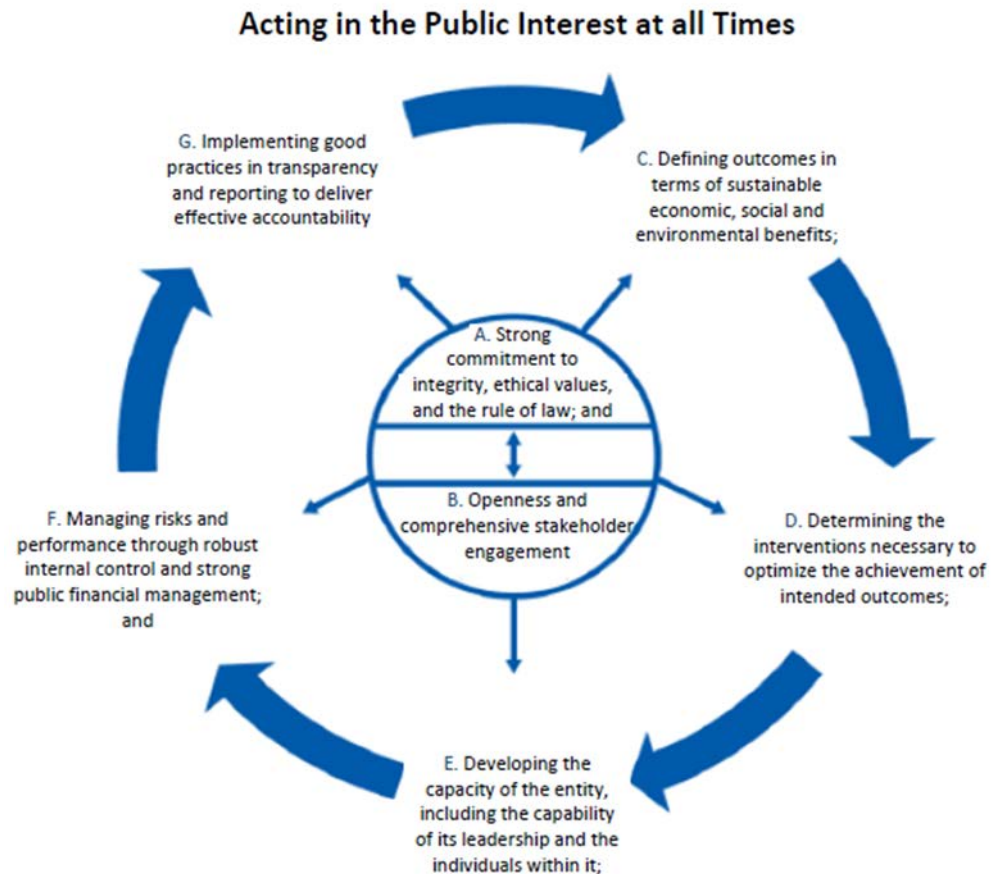 Acting in the Public Interest at all Times
G. Implementing good
practices in transparency
and reporting to deliver
effective accountability
C. Defining outcomes in
terms of sustainable
economic, social and
environmental benefits;
A. Strong
commitment to
integrity, ethical values,
and the rule of law; and
B. Openness and
comprehensive stakeholder
engagement
F. Managing risks and
performance through robust
internal control and strong
public financial management;
and
D. Determining the
interventions necessary to
optimize the achievement of
intended outcomes;
E. Developing the
capacity of the entity,
including the capability
of its leadership and the
individuals within it;